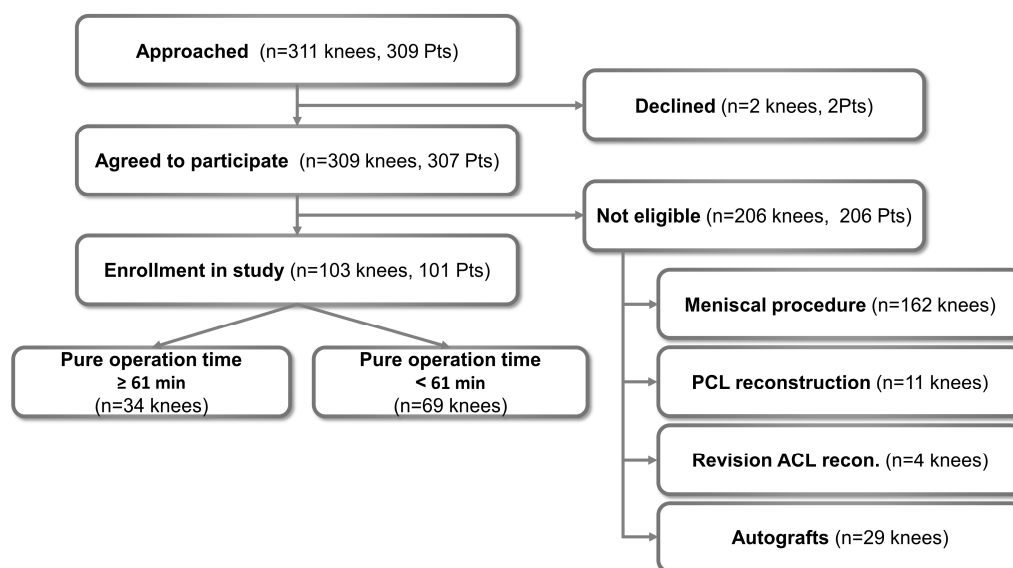 Approached (n=311 knees, 309 Pts)
Declined (n=2 knees, 2Pts)
Agreed to participate (n=309 knees, 307 Pts)
Not eligible (n=206 knees, 206 Pts)
Enrollment in study (n=103 knees, 101 Pts)
Meniscal procedure (n=162 knees)
Pure operation time
≥ 61 min
(n=34 knees)
Pure operation time
< 61 min
(n=69 knees)
PCL reconstruction (n=11 knees)
Revision ACL recon. (n=4 knees)
Autografts (n=29 knees)